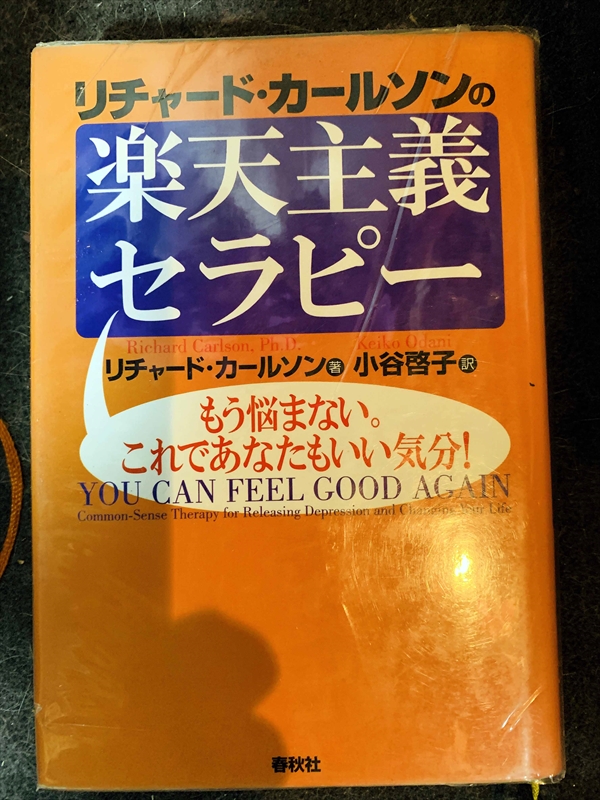 リチャード・カールソンの
楽天主義
セラピー
Richard Carlson, Ph.D. Keiko Odani
リチャード・カールソン著 小谷啓子訳
もう悩まない。
これであなたもいい気分!
YOU CAN FEEL GOOD AGAIN
Common-Sense Therapy for Releasing Depression and Changing Your Life
春秋社